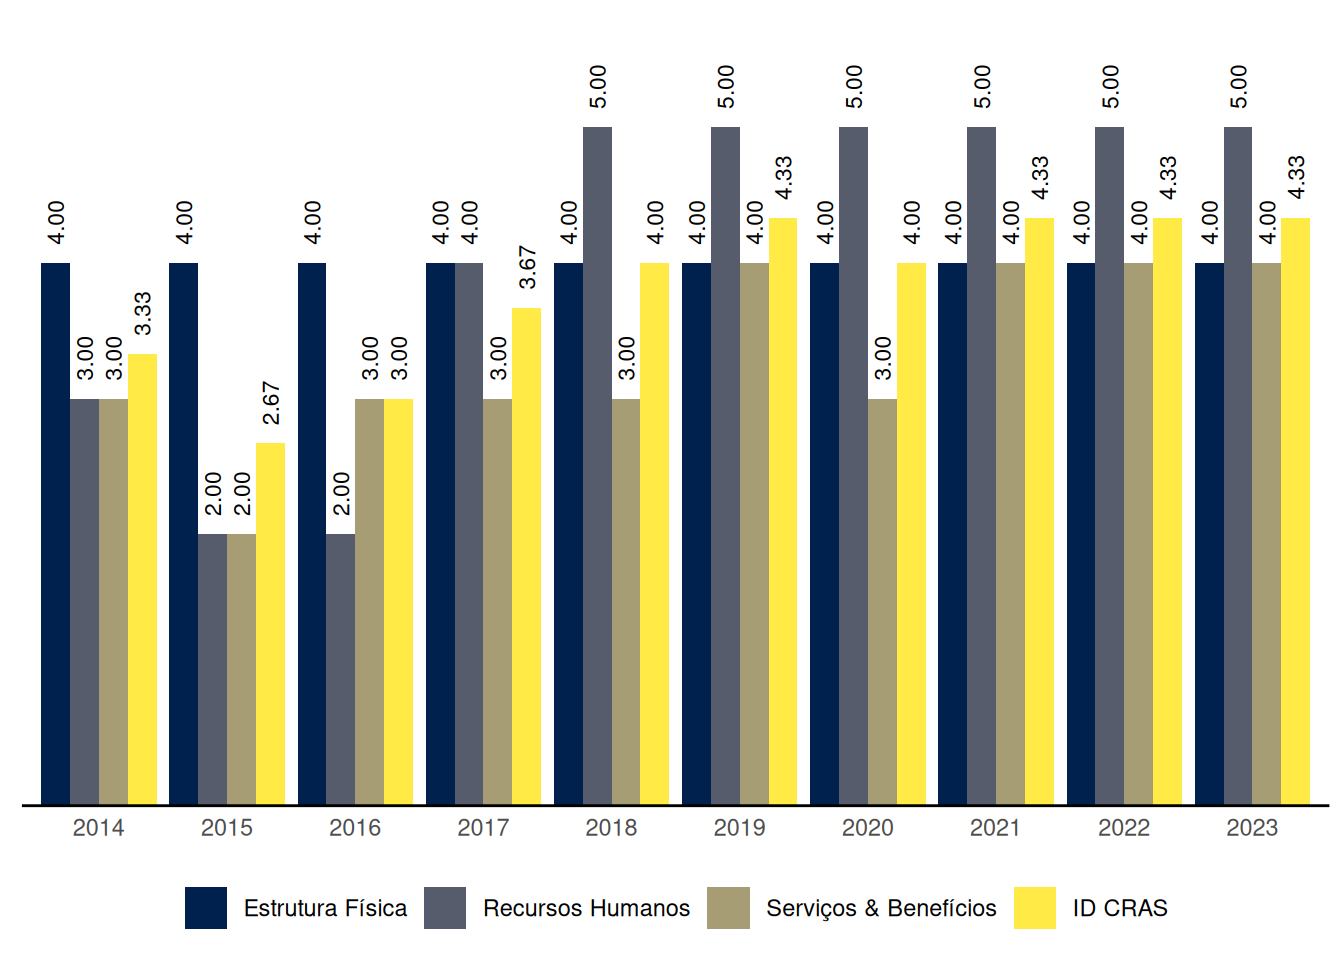 5.00 5.00 5.00 5.00 5.00 5.00
4.33 4.33 4.33 4.33
4.00 4.00 4.00 4.00 4.00 4.00 4.00 4.00 4.00 4.00 4.00 4.00 4.00 4.00 4.00 4.00 4.00
3.67
3.33
3.00 3.00 3.00 3.00 3.00 3.00 3.00
2.67
2.00 2.00 2.00
2014 2015 2016 2017 2018 2019 2020 2021 2022 2023
Estrutura Física Recursos Humanos Serviços & Benefícios ID CRAS